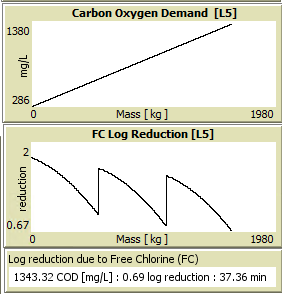 Carbon Oxygen Demand [L5]
1380
mg/L
286
0 Mass [ kg ] 1980
FC Log Reduction [L5]
2
reduction
0.67
0 Mass [ kg ] 1980
Log reduction due to Free Chlorine (FC)
1343.32 COD [mg/L] : 0.69 log reduction : 37.36 min